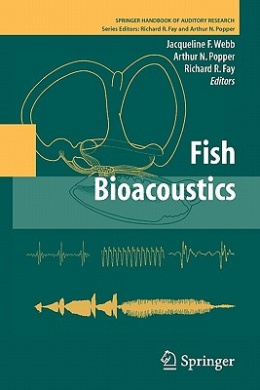 SPRINGER HANDBOOK OF AUDITORY RESEARCH
Series Editors: Richard R. Fay and Arthur N. Popper
Jacqueline F. Webb
Arthur N. Popper
Richard R. Fay
Editors
Fish
Bioacoustics
Springer